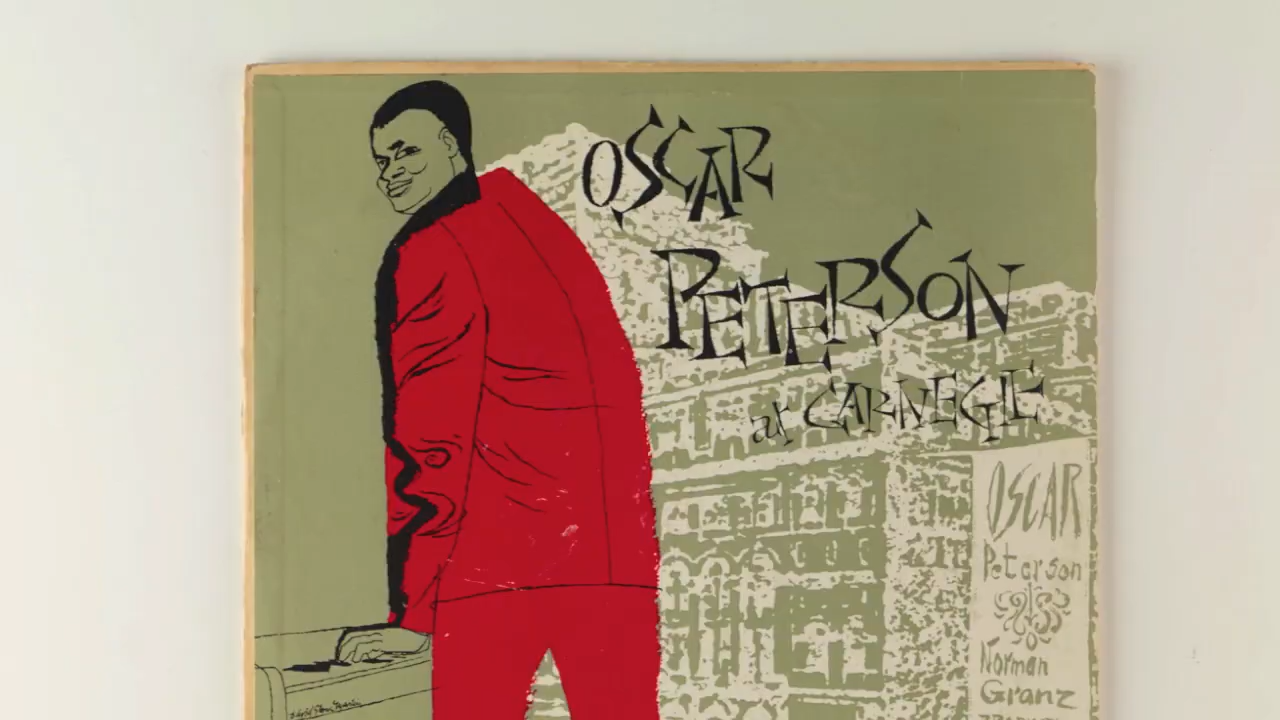 OSCAR
PETERSON
at CARNEGIE
OSCAR
Peterson
Norman
Granz